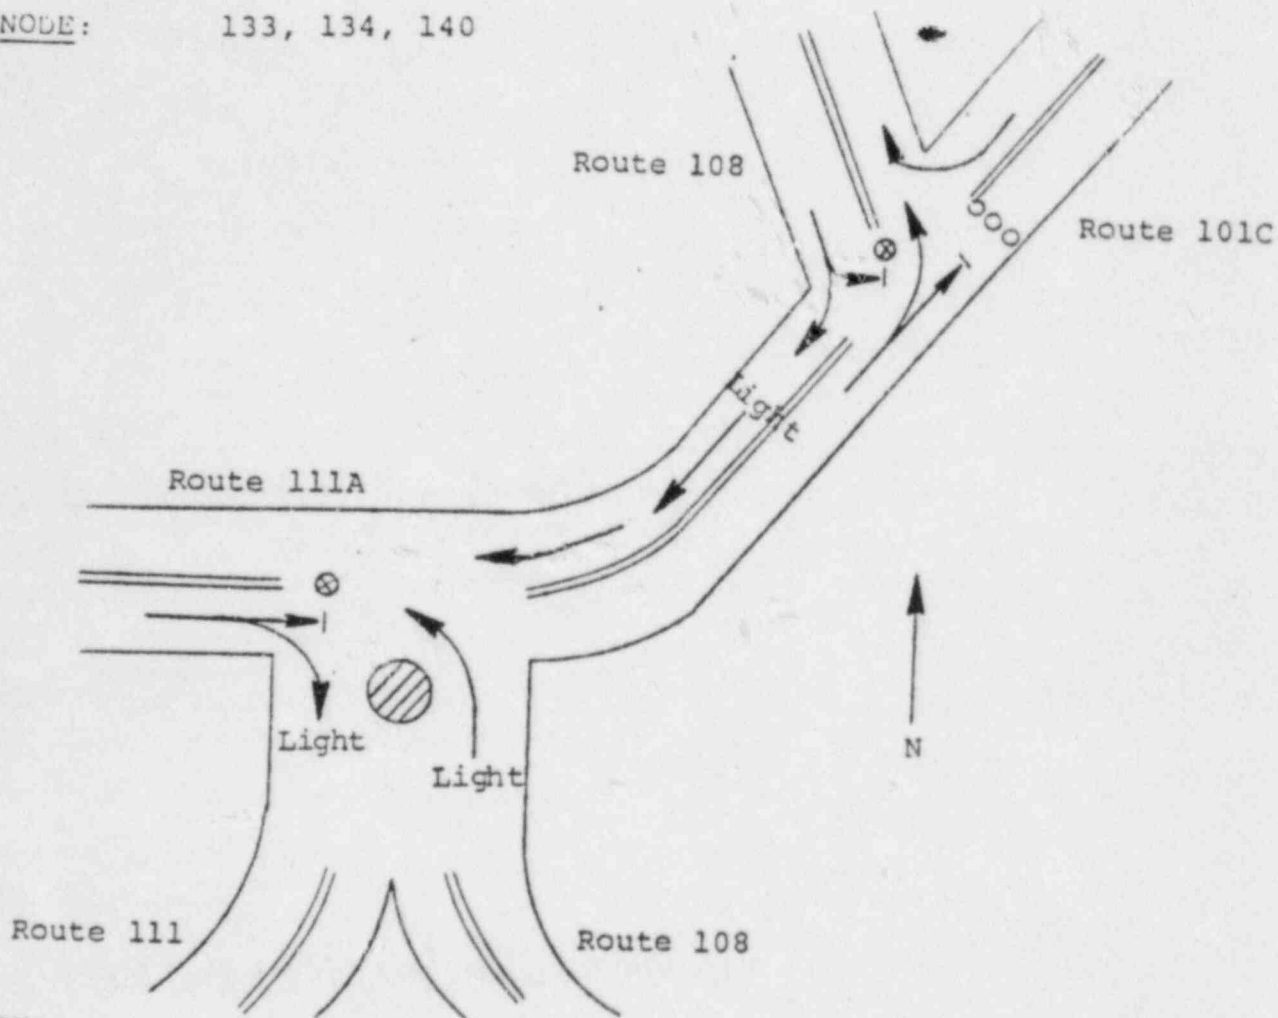 NODE: 133, 134, 140
Route 108
Route 101C
Light
Route 111A
N
Light
Light
Route 111
Route 108